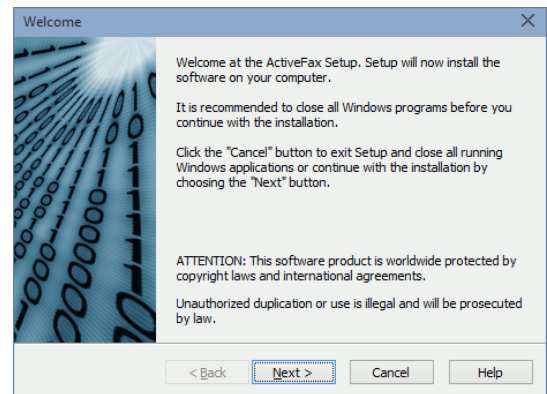 Welcome
Welcome at the ActiveFax Setup. Setup will now install the
software on your computer.
It is recommended to close all Windows programs before you
continue with the installation.
Click the "Cancel" button to exit Setup and close all running
Windows applications or continue with the installation by
choosing the "Next" button.
ATTENTION: This software product is worldwide protected by
copyright laws and international agreements.
Unauthorized duplication or use is illegal and will be prosecuted
by law.
< Back Next > Cancel Help